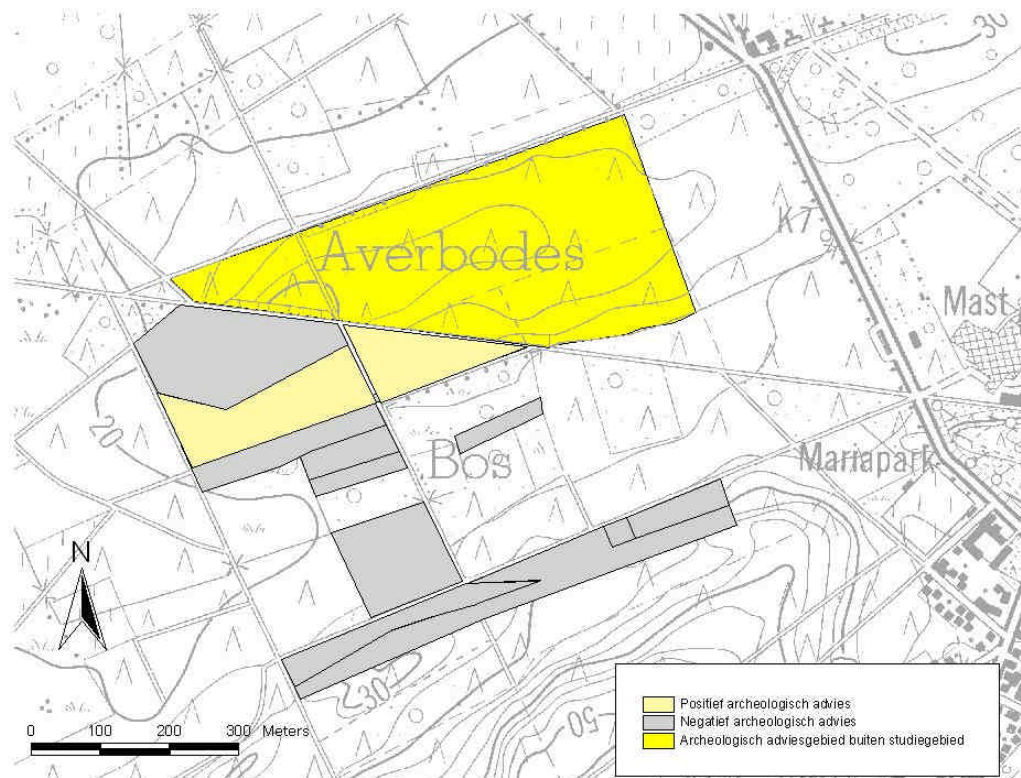 30
K7
Averbodes
Mast
20
Bos
Mariapark
N
30
50
0 100 200 300 Meters
Positief archeologisch advies
Negatief archeologisch advies
Archeologisch adviesgebied buiten studiegebied